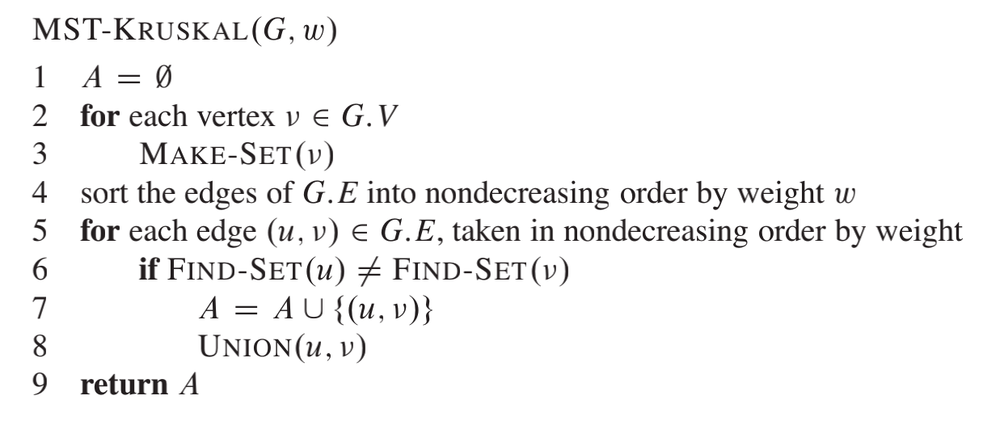 MST-KRUSKAL(G, w)
1 A = ∅
2 for each vertex v ∈ G.V
3 MAKE-SET(v)
4 sort the edges of G.E into nondecreasing order by weight w
5 for each edge (u, v) ∈ G.E, taken in nondecreasing order by weight
6 if FIND-SET(u) ≠ FIND-SET(v)
7 A = A ∪ {(u, v)}
8 UNION(u, v)
9 return A